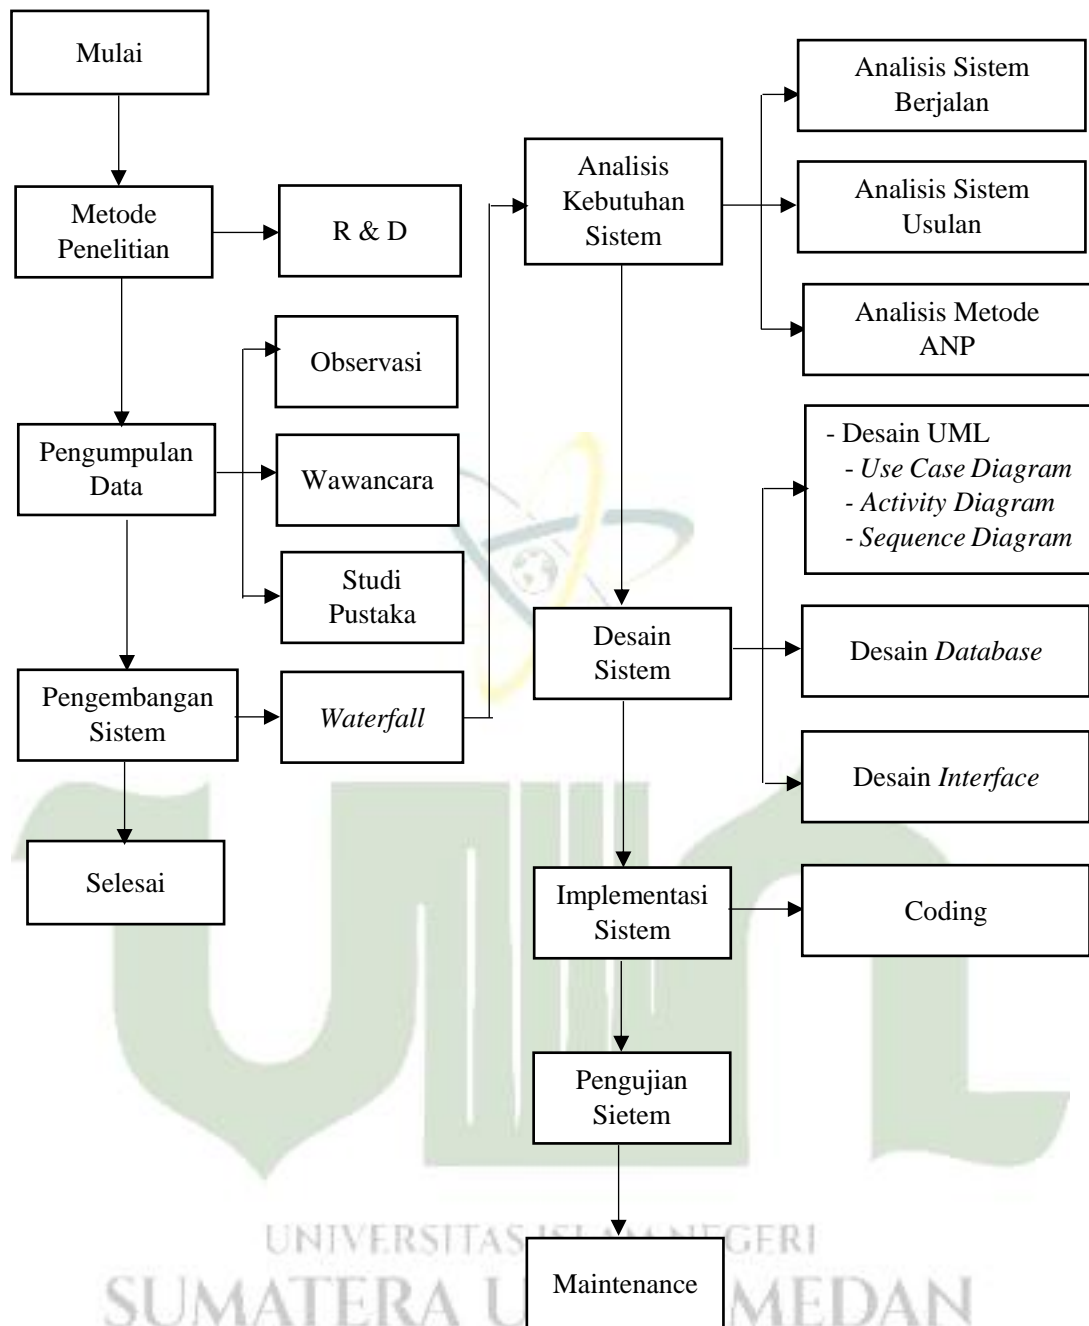 Mulai
Metode
Penelitian
R & D
Pengumpulan
Data
Observasi
Wawancara
Studi
Pustaka
Pengembangan
Sistem
Waterfall
Selesai
Analisis
Kebutuhan
Sistem
Analisis Sistem
Berjalan
Analisis Sistem
Usulan
Analisis Metode
ANP
Desain
Sistem
- Desain UML
- Use Case Diagram
- Activity Diagram
- Sequence Diagram
Desain Database
Desain Interface
Implementasi
Sistem
Coding
Pengujian
Sietem
Maintenance
UNIVERSITAS GERI
SUMATERA U MEDAN